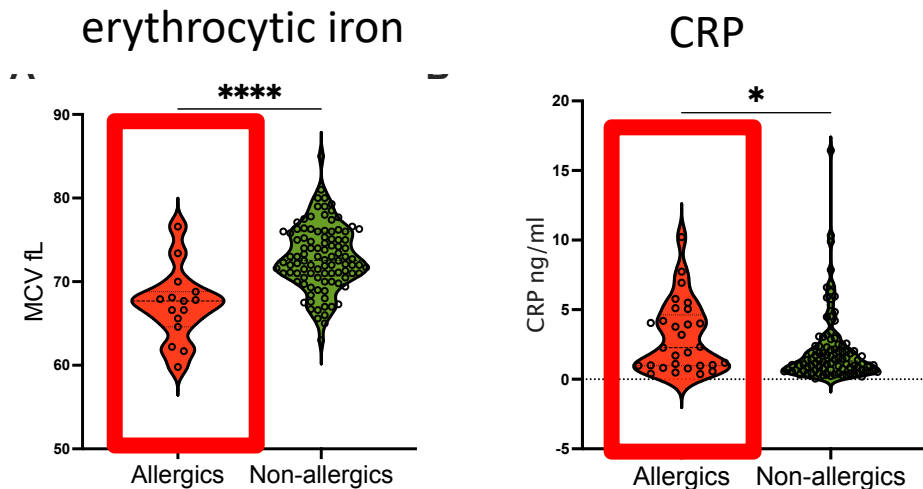 erythrocytic iron
CRP
****
*
90
80
70
60
50
MCV fL
Allergics
Non-allergics
20
15
10
5
0
-5
CRP ng/ml
Allergics
Non-allergics